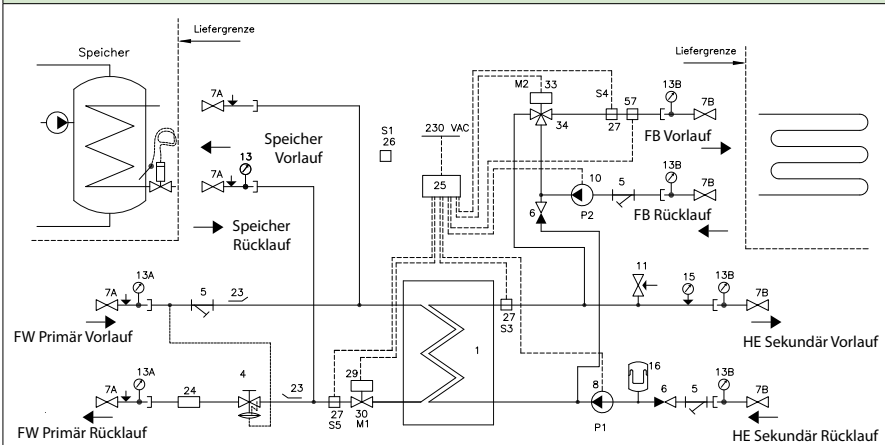 Liefergrenze
Speicher
7A
Speicher
Vorlauf
7A
13
Speicher
Rücklauf
S1
26
230 VAC
25
M2
33
34
S4
27
57
13B
7B
FB Vorlauf
Liefergrenze
10
P2
5
13B
7B
FB Rücklauf
6
13A
7A
5
23
FW Primär Vorlauf
1
27
S3
11
15
13B
7B
HE Sekundär Vorlauf
13A
7A
24
4
23
27
S5
29
30
M1
FW Primär Rücklauf
8
P1
16
6
5
13B
7B
HE Sekundär Rücklauf